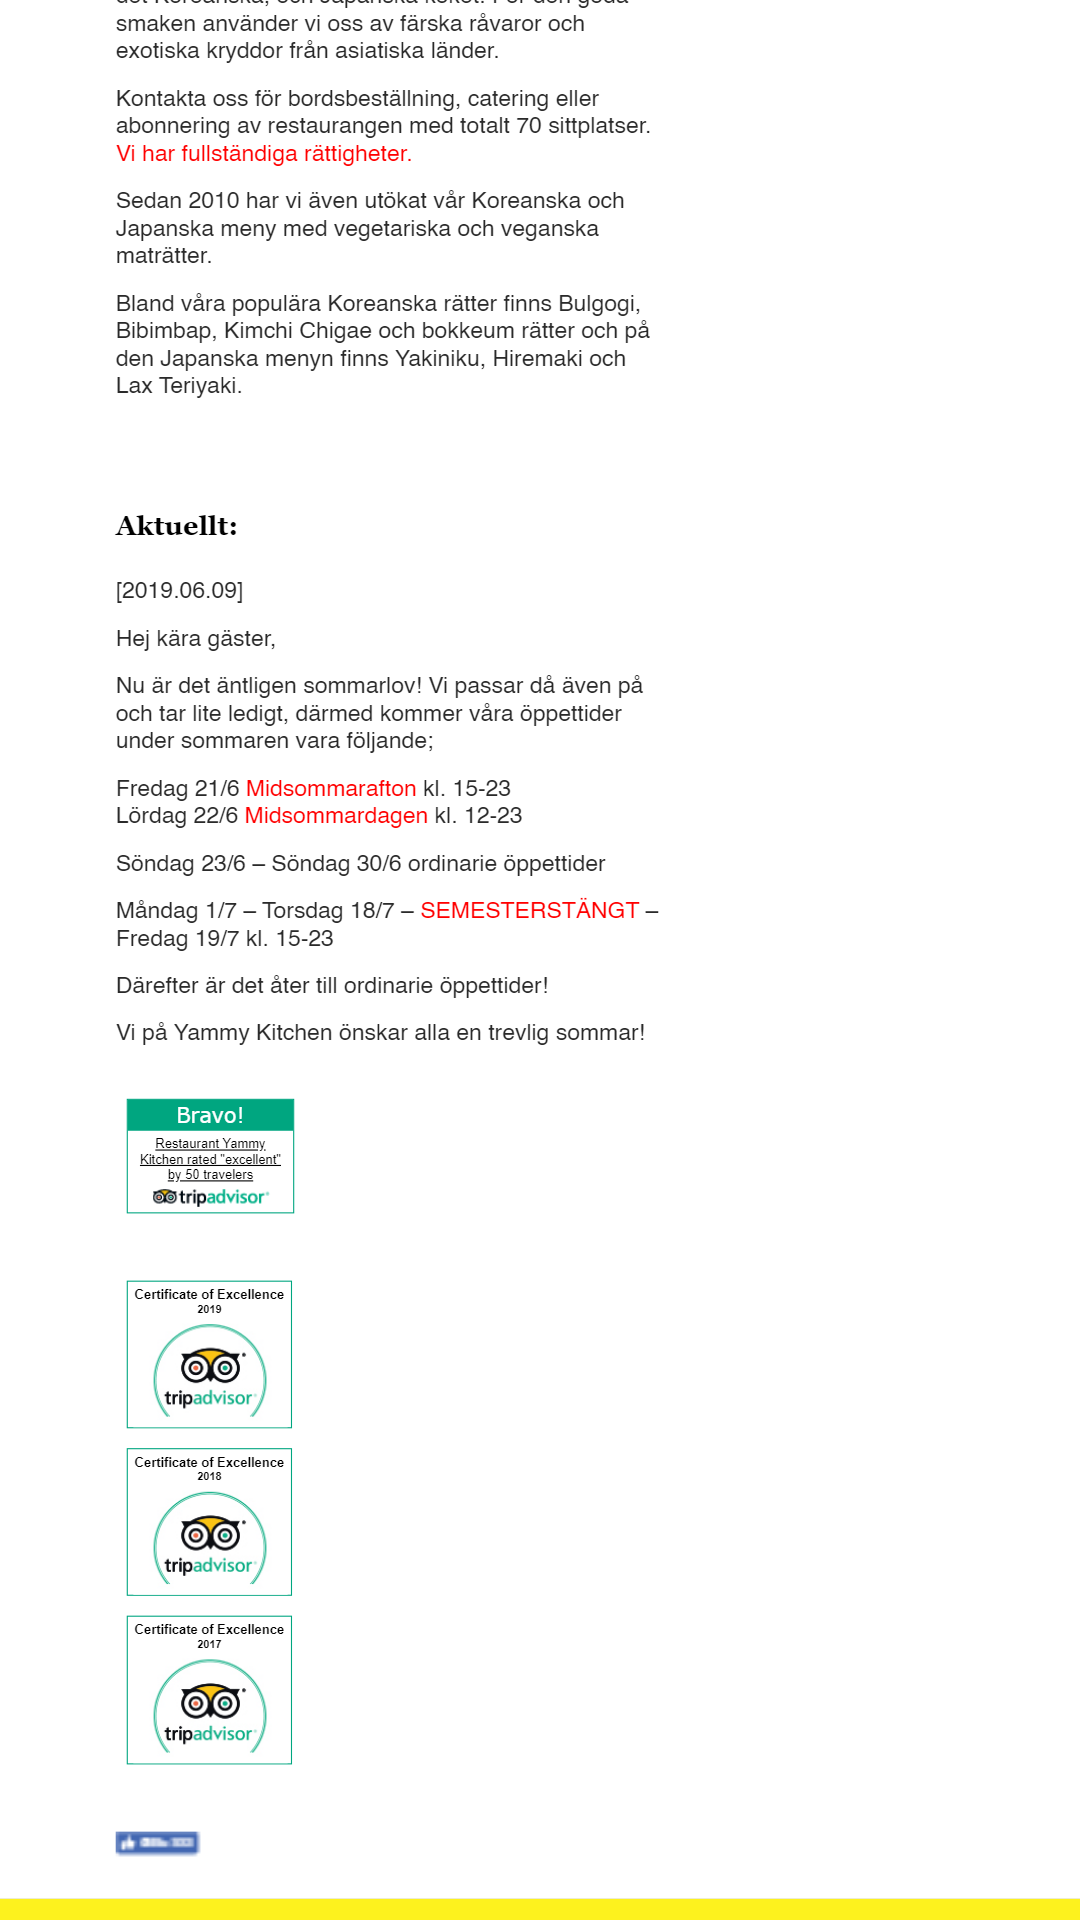 smaken använder vi oss av färska råvaror och
exotiska kryddor från asiatiska länder.
Kontakta oss för bordsbeställning, catering eller
abonnering av restaurangen med totalt 70 sittplatser.
Vi har fullständiga rättigheter.
Sedan 2010 har vi även utökat vår Koreanska och
Japanska meny med vegetariska och veganska
maträtter.
Bland våra populära Koreanska rätter finns Bulgogi,
Bibimbap, Kimchi Chigae och bokkeum rätter och på
den Japanska menyn finns Yakiniku, Hiremaki och
Lax Teriyaki.
Aktuellt:
[2019.06.09]
Hej kära gäster,
Nu är det äntligen sommarlov! Vi passar då även på
och tar lite ledigt, därmed kommer våra öppettider
under sommaren vara följande;
Fredag 21/6 Midsommarafton kl. 15-23
Lördag 22/6 Midsommardagen kl. 12-23
Söndag 23/6 – Söndag 30/6 ordinarie öppettider
Måndag 1/7 – Torsdag 18/7 – SEMESTERSTÄNGT –
Fredag 19/7 kl. 15-23
Därefter är det åter till ordinarie öppettider!
Vi på Yammy Kitchen önskar alla en trevlig sommar!
Bravo!
Restaurant Yammy
Kitchen rated "excellent"
by 50 travelers
tripadvisor®
Certificate of Excellence
2019
tripadvisor®
Certificate of Excellence
2018
tripadvisor®
Certificate of Excellence
2017
tripadvisor®